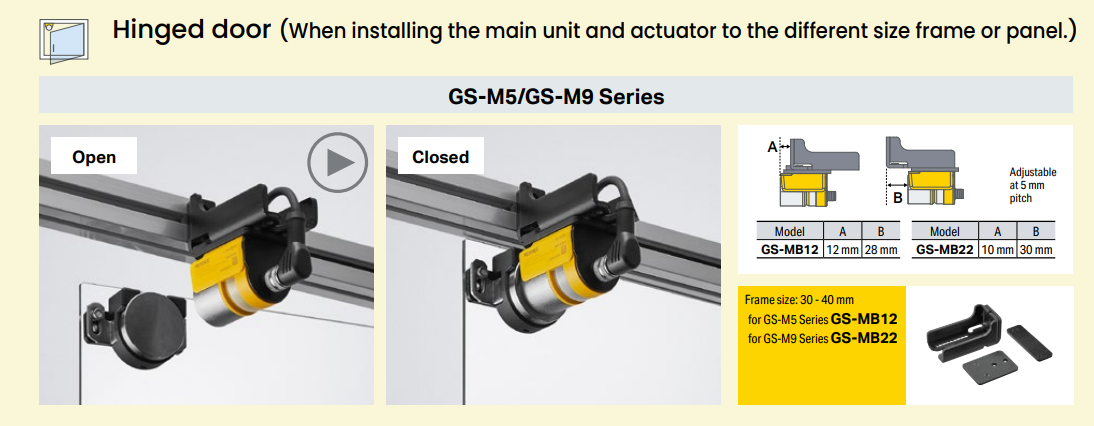 Hinged door (When installing the main unit and actuator to the different size frame or panel.)
GS-M5/GS-M9 Series
Open
Closed
A
B
Adjustable
at 5 mm
pitch
Model A B
GS-MB12 12 mm 28 mm
Model A B
GS-MB22 10 mm 30 mm
Frame size: 30 - 40 mm
for GS-M5 Series GS-MB12
for GS-M9 Series GS-MB22